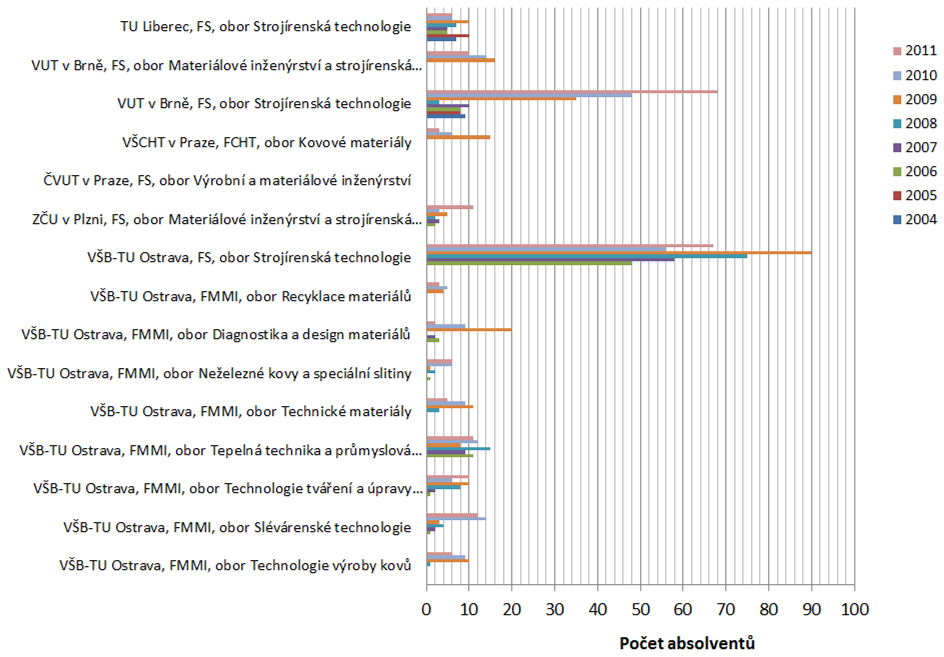 TU Liberec, FS, obor Strojírenská technologie
VUT v Brně, FS, obor Materiálové inženýrství a strojírenská...
VUT v Brně, FS, obor Strojírenská technologie
VŠCHT v Praze, FCHT, obor Kovové materiály
ČVUT v Praze, FS, obor Výrobní a materiálové inženýrství
ZČU v Plzni, FS, obor Materiálové inženýrství a strojírenská...
VŠB-TU Ostrava, FS, obor Strojírenská technologie
VŠB-TU Ostrava, FMMI, obor Recyklace materiálů
VŠB-TU Ostrava, FMMI, obor Diagnostika a design materiálů
VŠB-TU Ostrava, FMMI, obor Neželezné kovy a speciální slitiny
VŠB-TU Ostrava, FMMI, obor Technické materiály
VŠB-TU Ostrava, FMMI, obor Tepelná technika a průmyslová...
VŠB-TU Ostrava, FMMI, obor Technologie tváření a úpravy...
VŠB-TU Ostrava, FMMI, obor Slévárenské technologie
VŠB-TU Ostrava, FMMI, obor Technologie výroby kovů
0 10 20 30 40 50 60 70 80 90 100
Počet absolventů
2011
2010
2009
2008
2007
2006
2005
2004